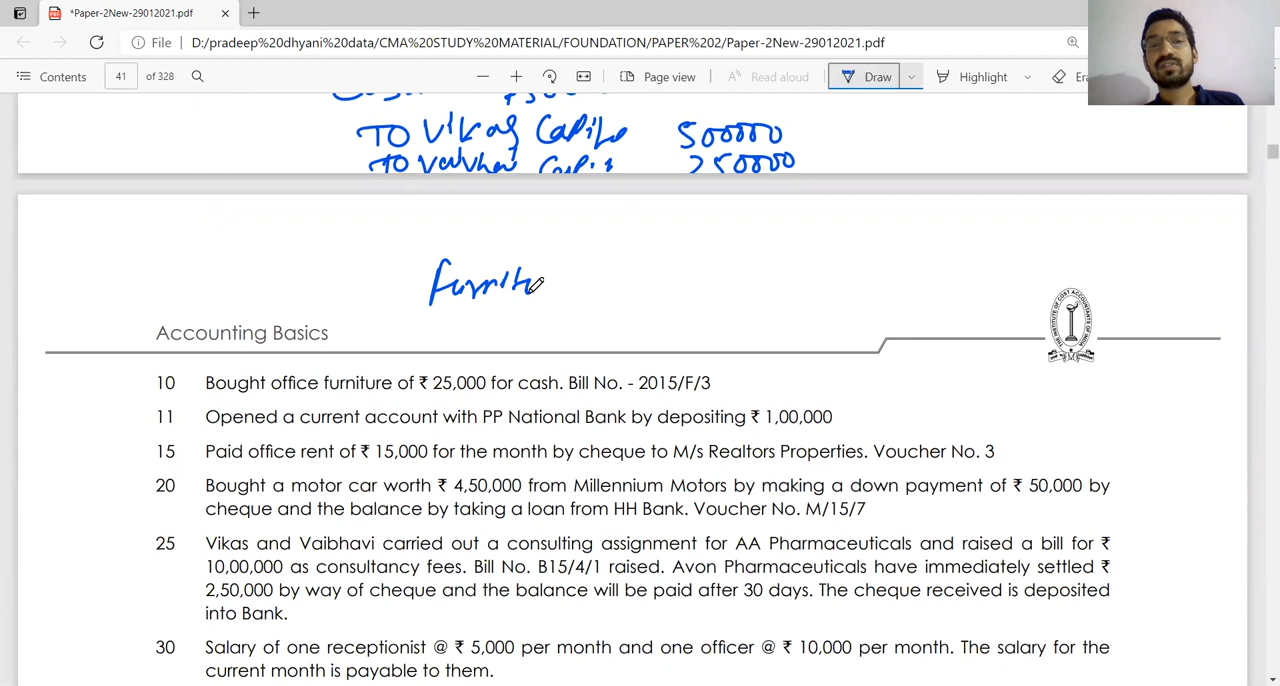 *Paper-2New-29012021.pdf
File D:/pradeep%20dhyani%20data/CMA%20STUDY%20MATERIAL/FOUNDATION/PAPER%202/Paper-2New-29012021.pdf
Contents 41 of 328 Page view Read aloud Draw Highlight Era
To Vikas Capita 500000
To Vaibhav Capi 250000
Furnit
Accounting Basics
10 Bought office furniture of ₹ 25,000 for cash. Bill No. - 2015/F/3
11 Opened a current account with PP National Bank by depositing ₹ 1,00,000
15 Paid office rent of ₹ 15,000 for the month by cheque to M/s Realtors Properties. Voucher No. 3
20 Bought a motor car worth ₹ 4,50,000 from Millennium Motors by making a down payment of ₹ 50,000 by
cheque and the balance by taking a loan from HH Bank. Voucher No. M/15/7
25 Vikas and Vaibhavi carried out a consulting assignment for AA Pharmaceuticals and raised a bill for ₹
10,00,000 as consultancy fees. Bill No. B15/4/1 raised. Avon Pharmaceuticals have immediately settled ₹
2,50,000 by way of cheque and the balance will be paid after 30 days. The cheque received is deposited
into Bank.
30 Salary of one receptionist @ ₹ 5,000 per month and one officer @ ₹ 10,000 per month. The salary for the
current month is payable to them.